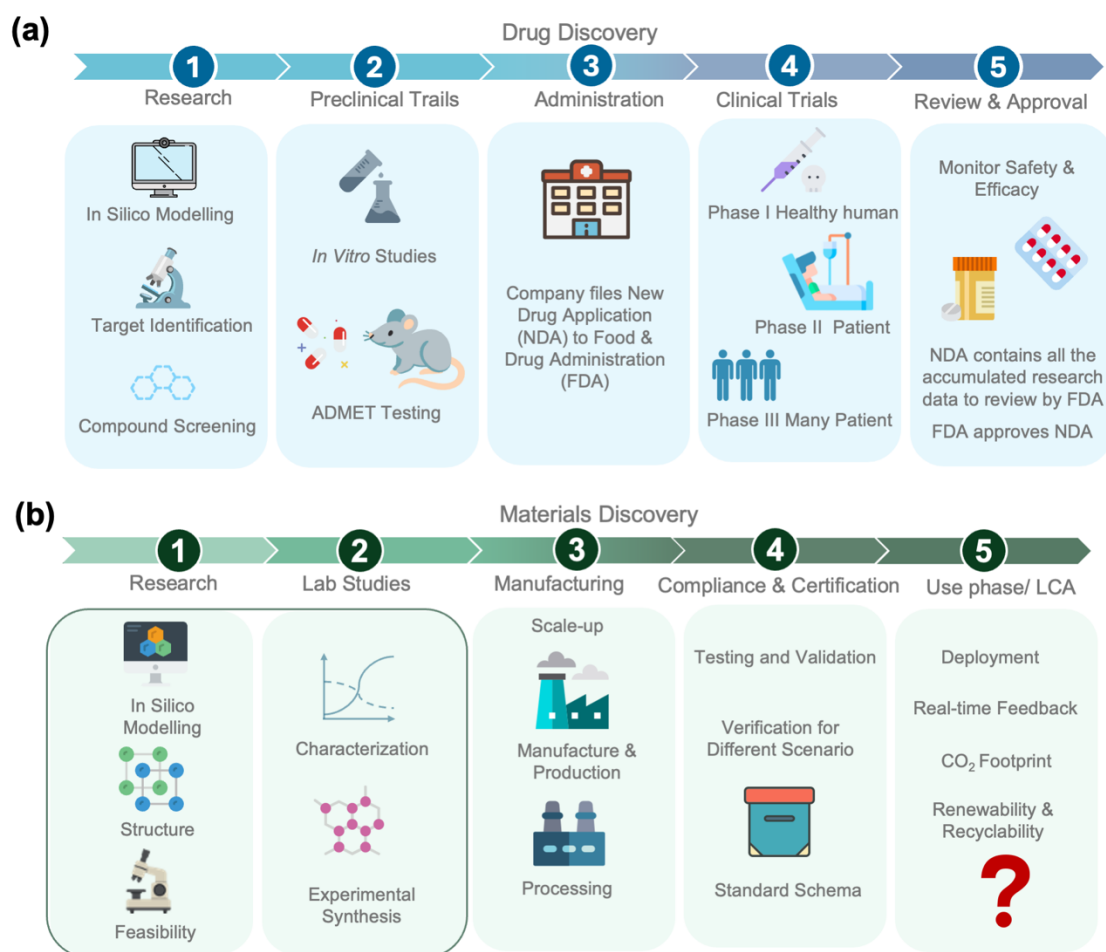 (a)
Drug Discovery
1
2
3
4
5
Research
Preclinical Trails
Administration
Clinical Trials
Review & Approval
In Silico Modelling
Target Identification
Compound Screening
In Vitro Studies
ADMET Testing
Company files New
Drug Application
(NDA) to Food &
Drug Administration
(FDA)
Phase I Healthy human
Phase II Patient
Phase III Many Patient
Monitor Safety &
Efficacy
NDA contains all the
accumulated research
data to review by FDA
FDA approves NDA
(b)
Materials Discovery
1
2
3
4
5
Research
Lab Studies
Manufacturing
Compliance & Certification
Use phase/ LCA
In Silico
Modelling
Structure
Feasibility
Characterization
Experimental
Synthesis
Scale-up
Manufacture &
Production
Processing
Testing and Validation
Verification for
Different Scenario
Standard Schema
Deployment
Real-time Feedback
CO₂ Footprint
Renewability &
Recyclability
?